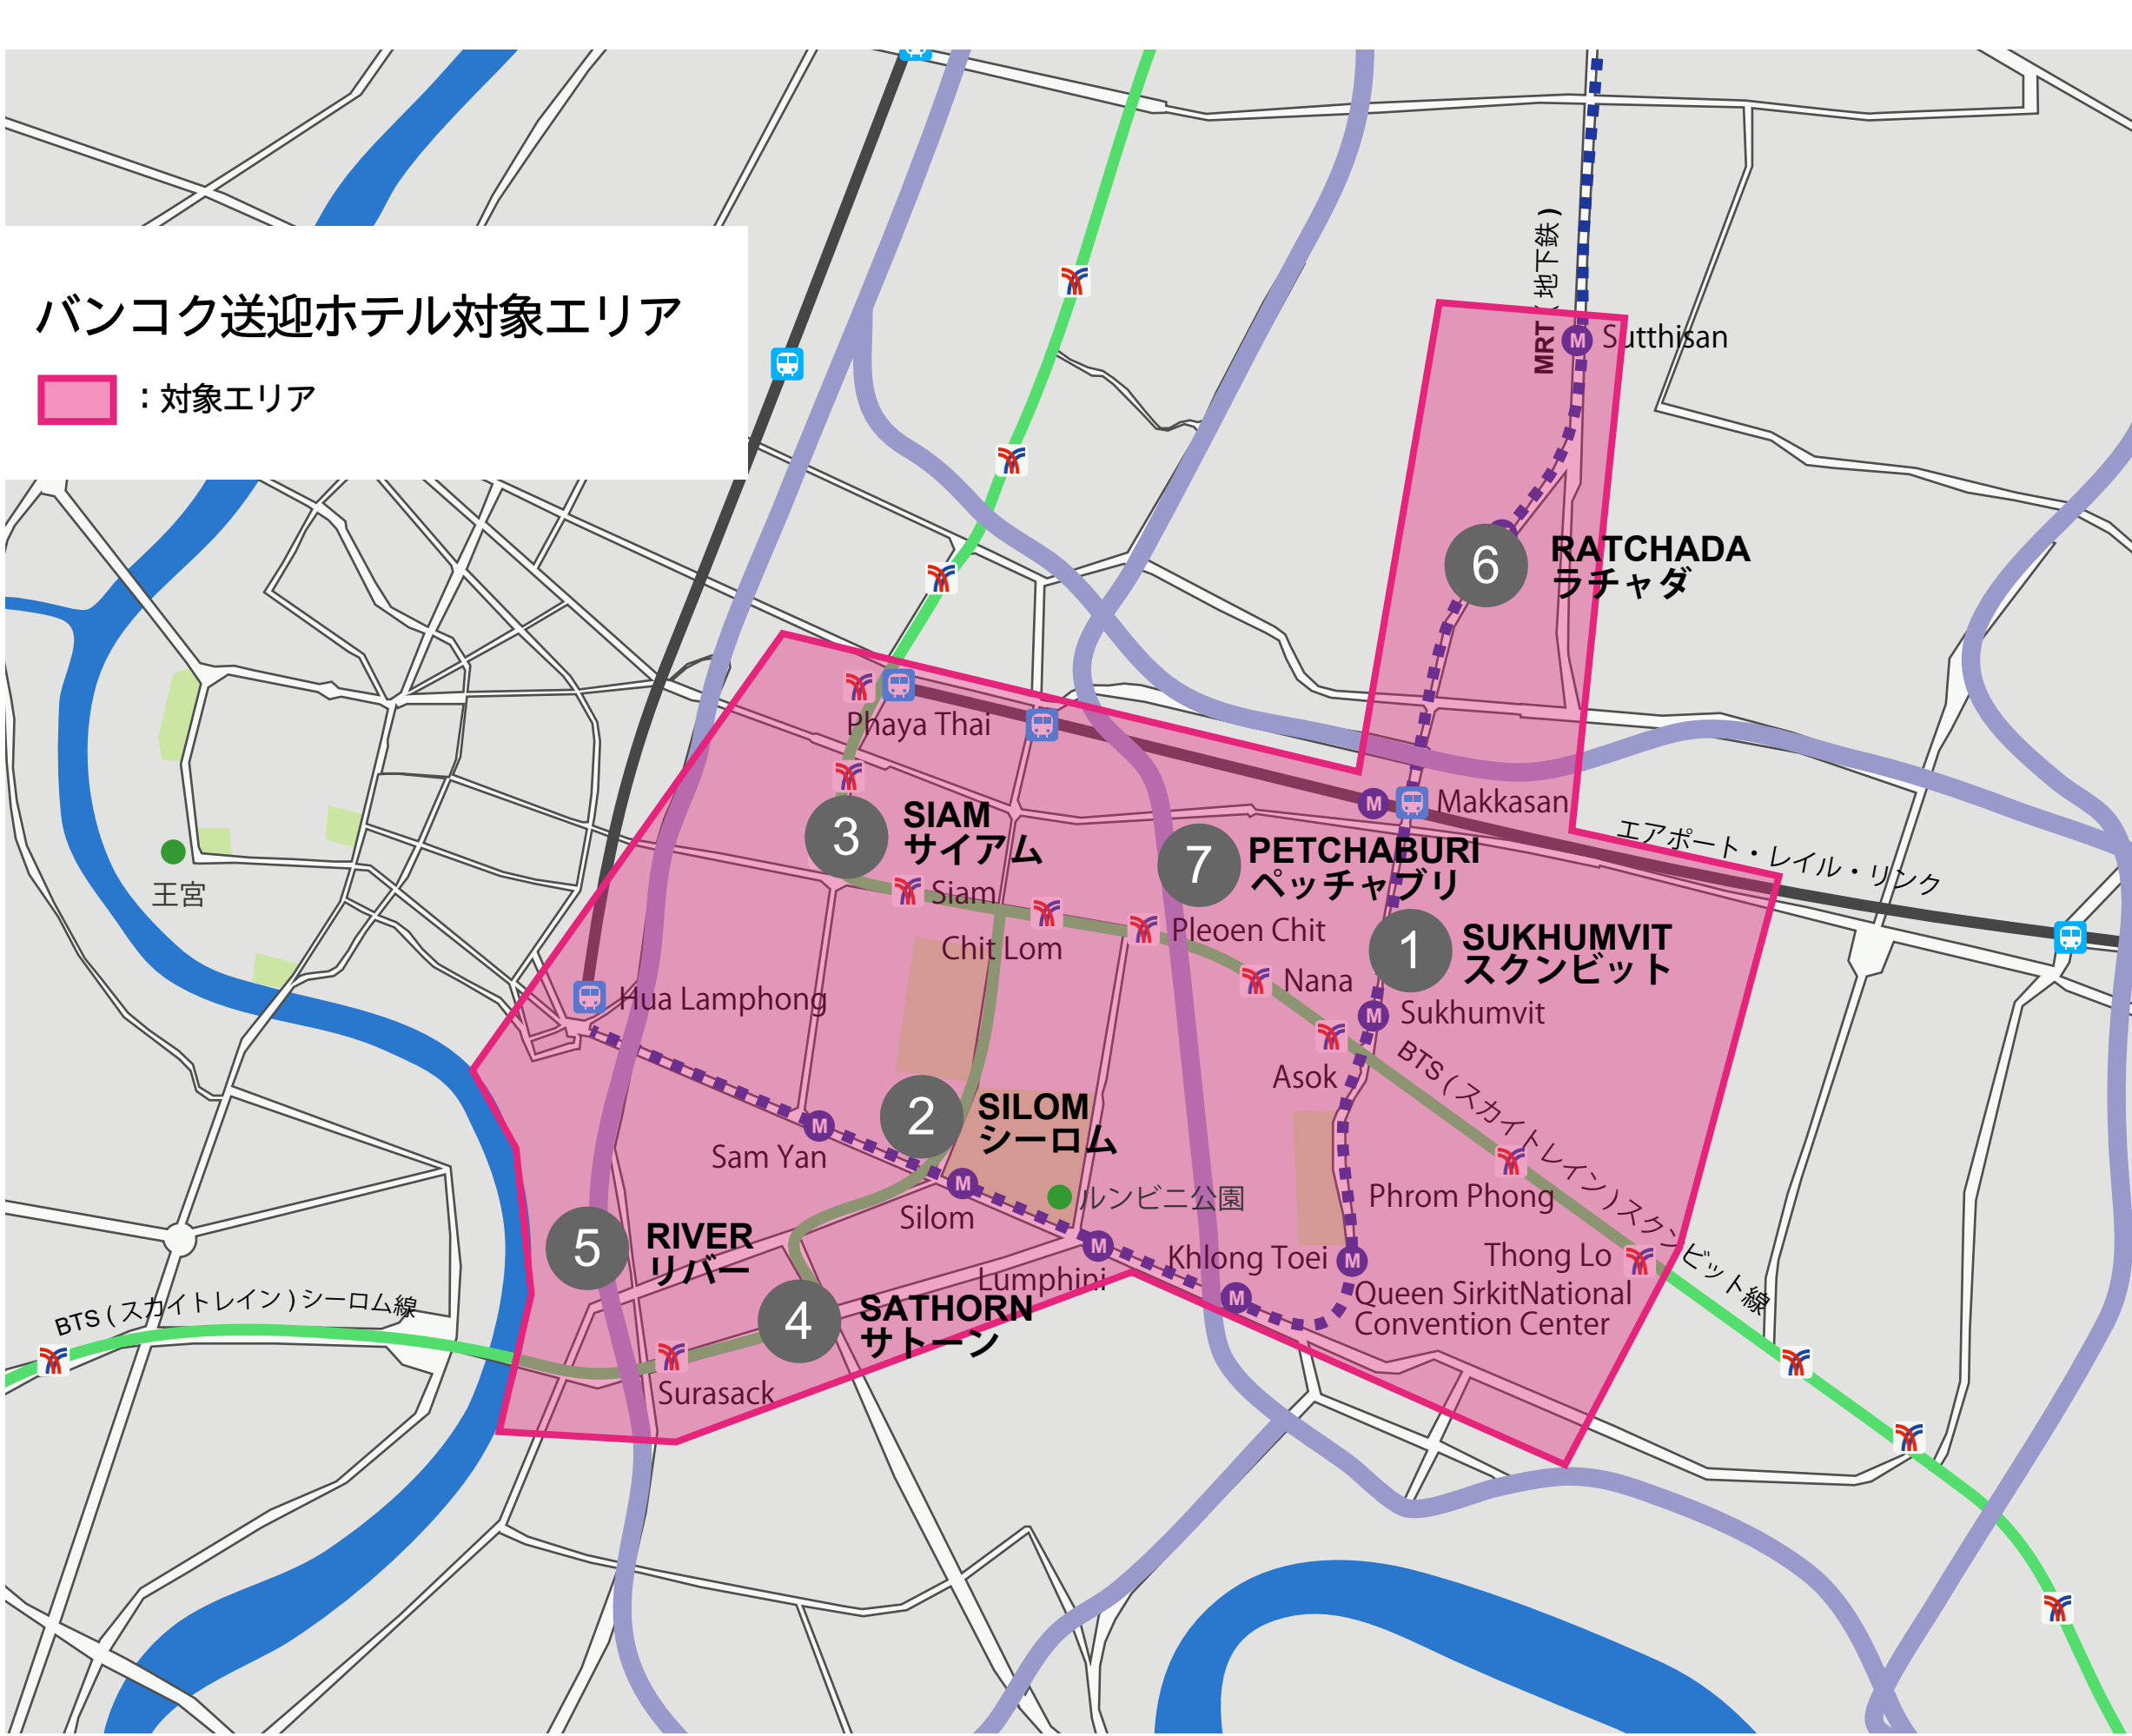 バンコク送迎ホテル対象エリア
：対象エリア
MRT (地下鉄)
Sutthisan
6
RATCHADA
ラチャダ
Phaya Thai
Makkasan
エアポート・レイル・リンク
3
SIAM
サイアム
7
PETCHABURI
ペッチャブリ
王宮
Siam
Chit Lom
Pleoen Chit
Nana
1
SUKHUMVIT
スクンビット
Hua Lamphong
Sukhumvit
Asok
BTS (スカイトレイン) スクンビット線
2
SILOM
シーロム
Sam Yan
Silom
ルンビニ公園
Phrom Phong
5
RIVER
リバー
Lumphini
Khlong Toei
Thong Lo
Queen SirkitNational
Convention Center
BTS (スカイトレイン) シーロム線
4
SATHORN
サトーン
Surasack
M
M
M
M
M
M
M
M